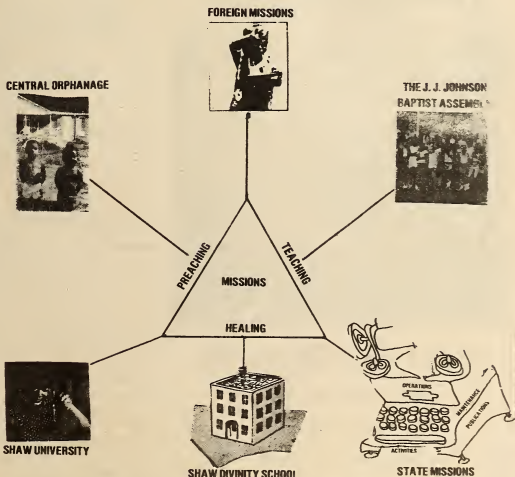 FOREIGN MISSIONS
CENTRAL ORPHANAGE
THE J. J. JOHNSON
BAPTIST ASSEMBLY
PREACHING
TEACHING
MISSIONS
HEALING
OPERATIONS
MAINTENANCE
PUBLICATIONS
ACTIVITIES
SHAW UNIVERSITY
SHAW DIVINITY SCHOOL
STATE MISSIONS